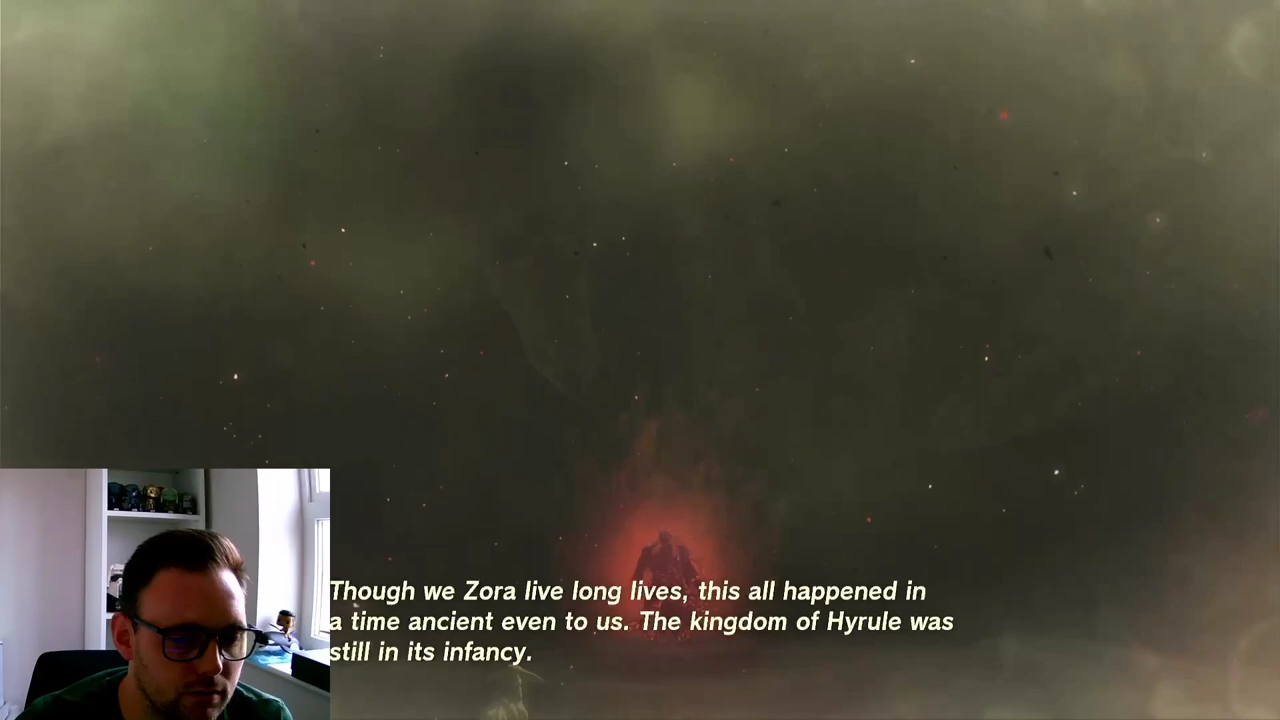 Though we Zora live long lives, this all happened in
a time ancient even to us. The kingdom of Hyrule was
still in its infancy.